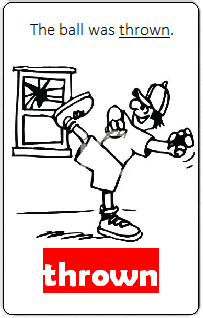 The ball was thrown.
thrown